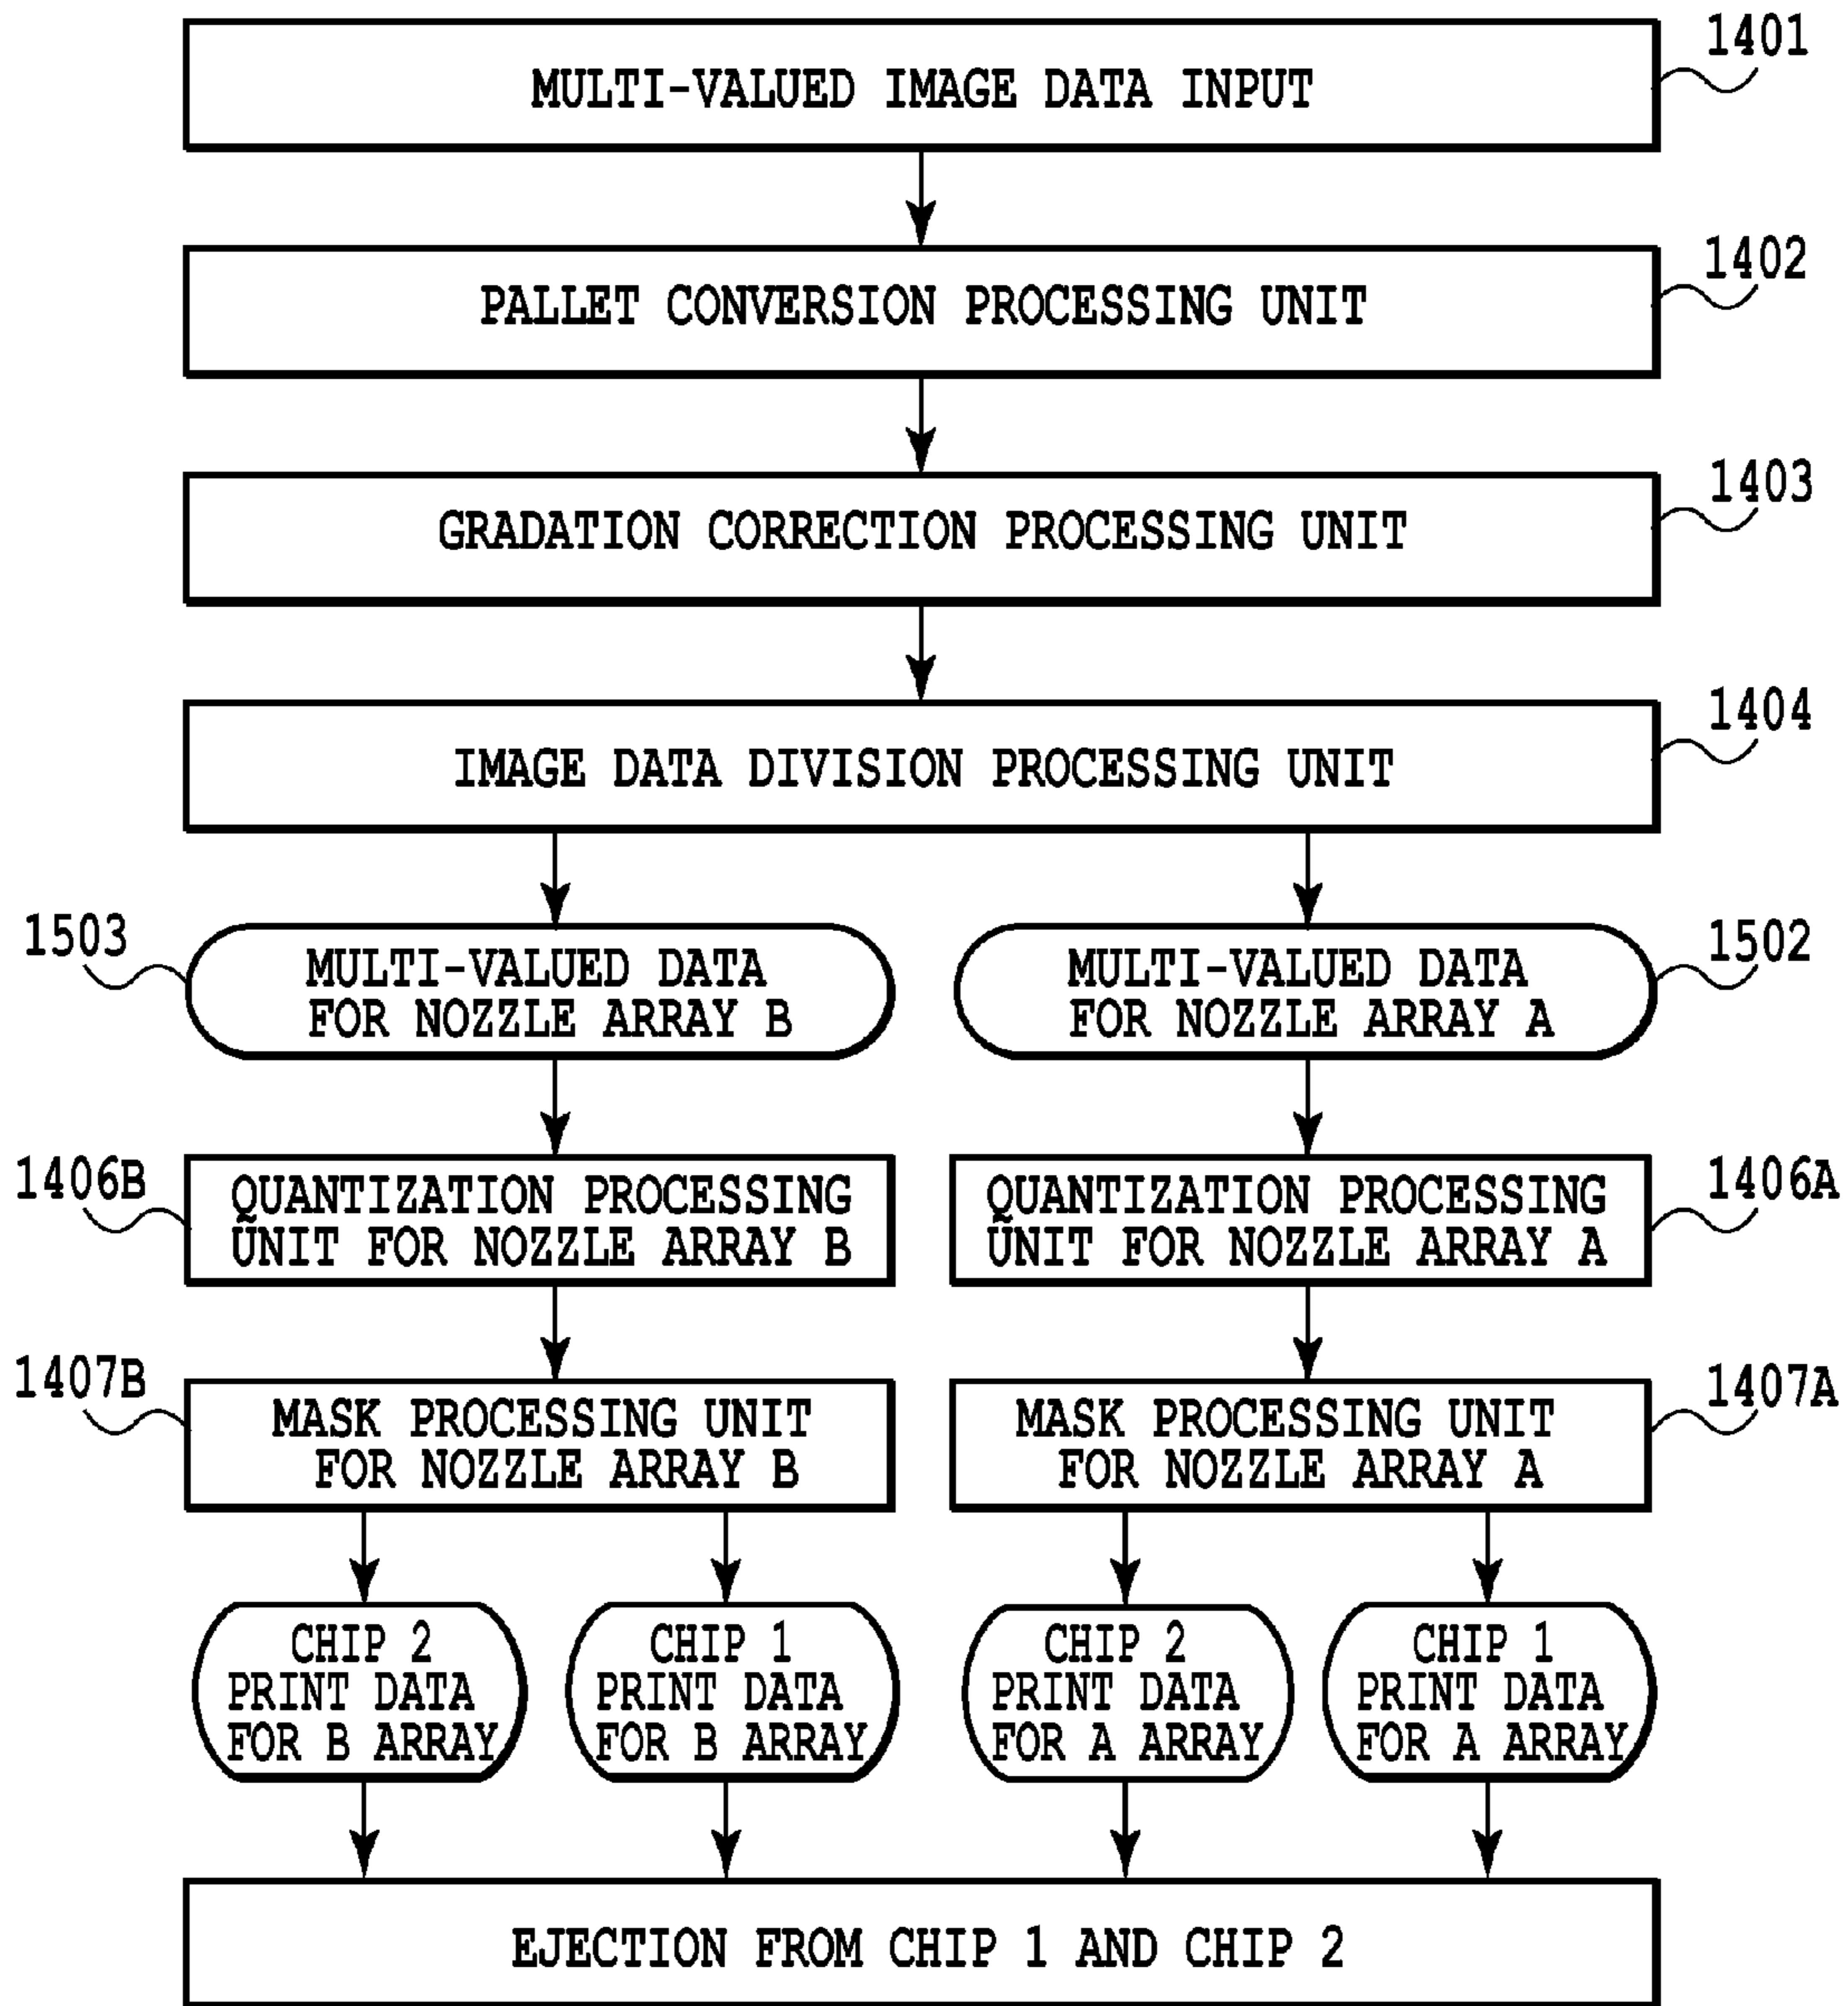 1401
MULTI-VALUED IMAGE DATA INPUT
1402
PALLET CONVERSION PROCESSING UNIT
1403
GRADATION CORRECTION PROCESSING UNIT
1404
IMAGE DATA DIVISION PROCESSING UNIT
1503
MULTI-VALUED DATA
FOR NOZZLE ARRAY B
1502
MULTI-VALUED DATA
FOR NOZZLE ARRAY A
1406B
QUANTIZATION PROCESSING
UNIT FOR NOZZLE ARRAY B
1406A
QUANTIZATION PROCESSING
UNIT FOR NOZZLE ARRAY A
1407B
MASK PROCESSING UNIT
FOR NOZZLE ARRAY B
1407A
MASK PROCESSING UNIT
FOR NOZZLE ARRAY A
CHIP 2
PRINT DATA
FOR B ARRAY
CHIP 1
PRINT DATA
FOR B ARRAY
CHIP 2
PRINT DATA
FOR A ARRAY
CHIP 1
PRINT DATA
FOR A ARRAY
EJECTION FROM CHIP 1 AND CHIP 2